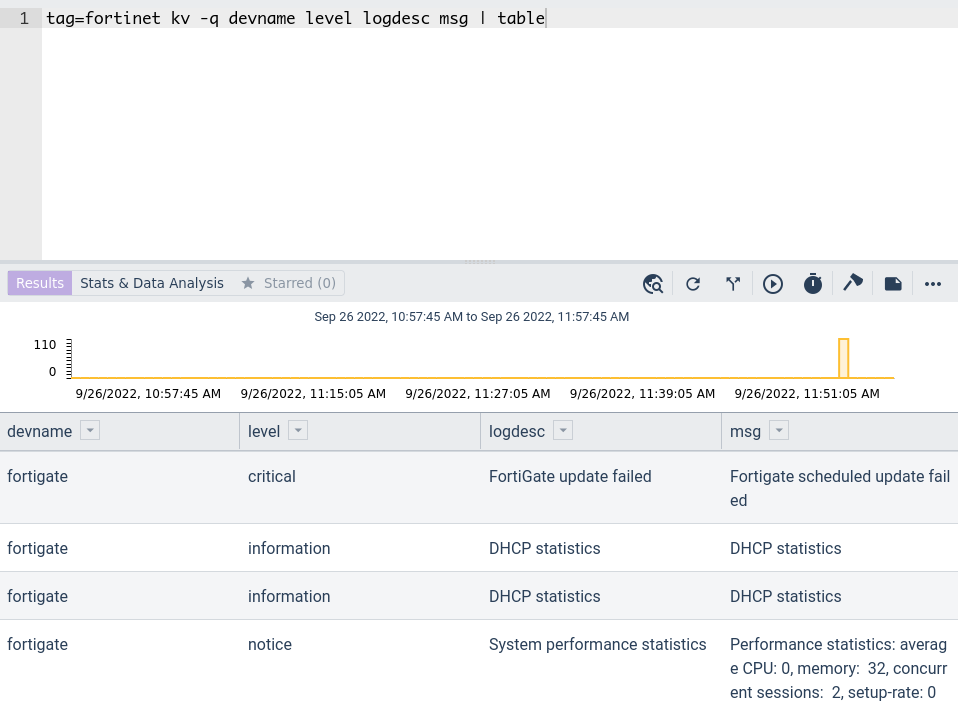 1 tag=fortinet kv -q devname level logdesc msg | table
Results Stats & Data Analysis Starred (0)
Sep 26 2022, 10:57:45 AM to Sep 26 2022, 11:57:45 AM
110
0
9/26/2022, 10:57:45 AM 9/26/2022, 11:15:05 AM 9/26/2022, 11:27:05 AM 9/26/2022, 11:39:05 AM 9/26/2022, 11:51:05 AM
devname level logdesc msg
fortigate critical FortiGate update failed Fortigate scheduled update fail
ed
fortigate information DHCP statistics DHCP statistics
fortigate information DHCP statistics DHCP statistics
fortigate notice System performance statistics Performance statistics: averag
e CPU: 0, memory:  32, concurr
ent sessions:  2, setup-rate: 0